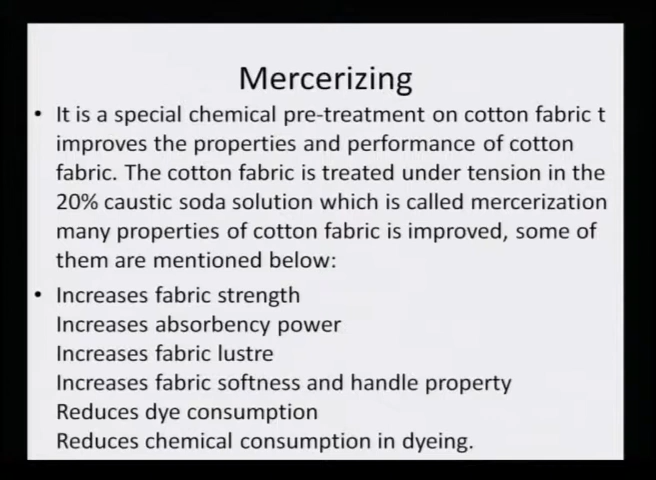 Mercerizing
• It is a special chemical pre-treatment on cotton fabric t
improves the properties and performance of cotton
fabric. The cotton fabric is treated under tension in the
20% caustic soda solution which is called mercerization
many properties of cotton fabric is improved, some of
them are mentioned below:
• Increases fabric strength
Increases absorbency power
Increases fabric lustre
Increases fabric softness and handle property
Reduces dye consumption
Reduces chemical consumption in dyeing.